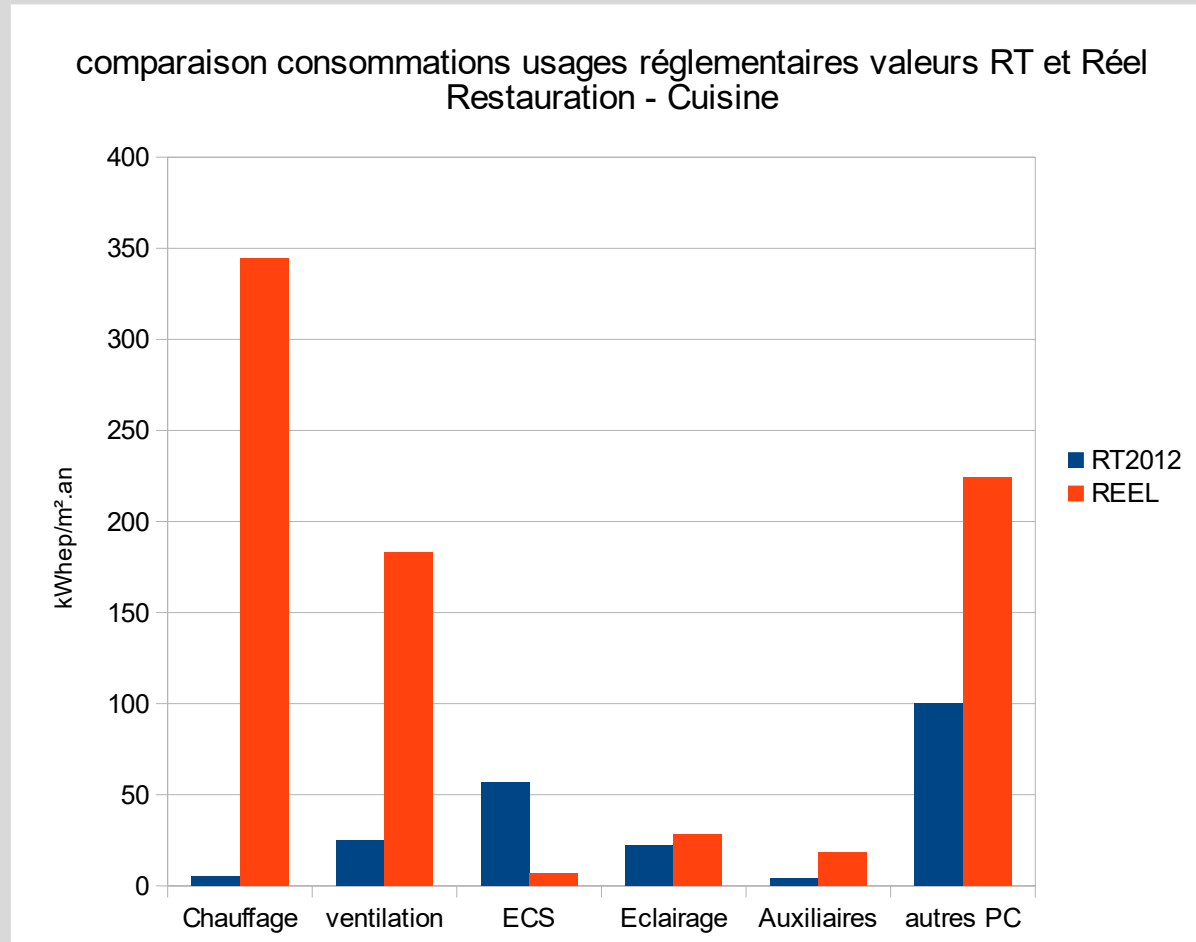 comparaison consommations usages réglementaires valeurs RT et Réel
Restauration - Cuisine
400
350
300
250
200
150
100
50
0
kWhep/m².an
Chauffage
ventilation
ECS
Eclairage
Auxiliaires
autres PC
RT2012
REEL